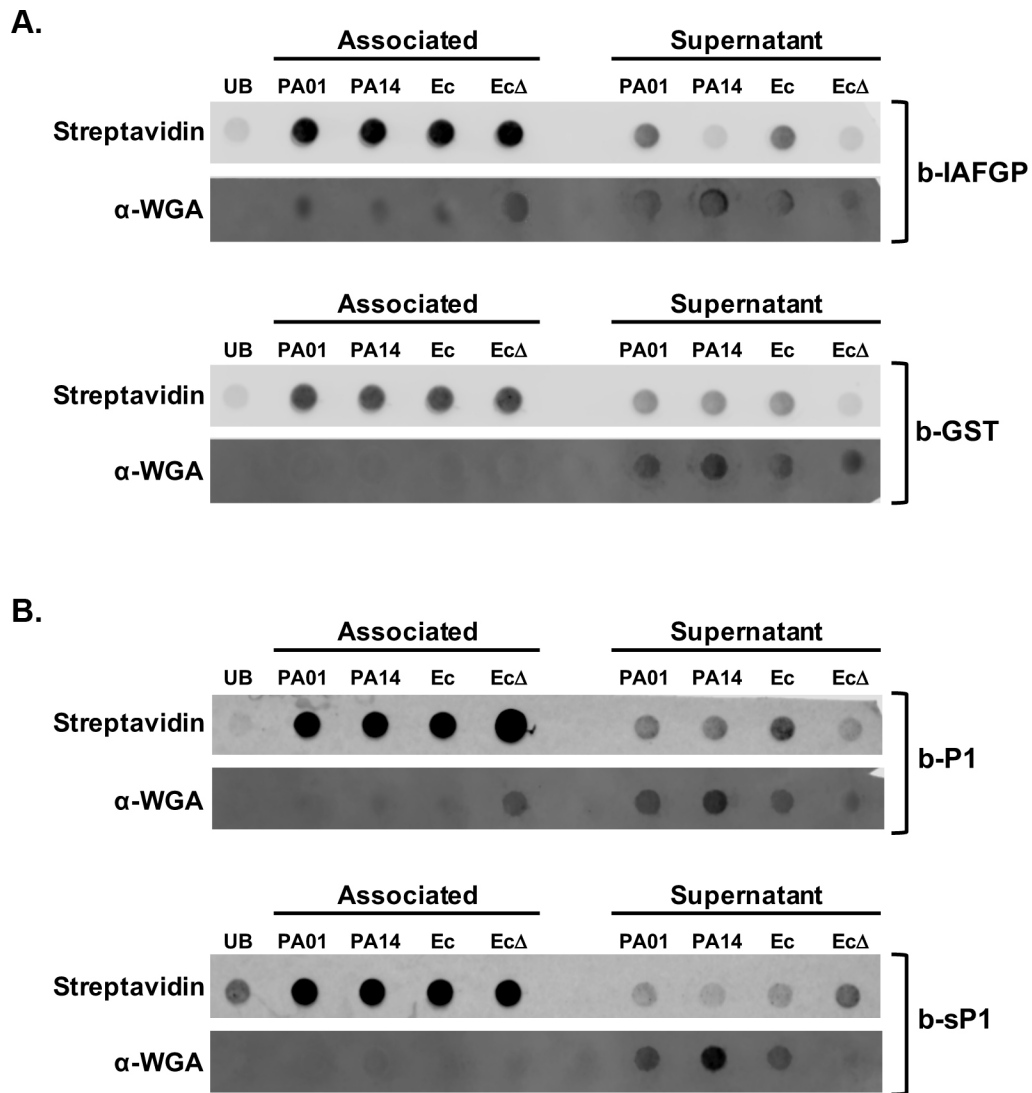 A.
Associated Supernatant
UB PA01 PA14 Ec EcΔ PA01 PA14 Ec EcΔ
Streptavidin
b-IAFGP
α-WGA
Associated Supernatant
UB PA01 PA14 Ec EcΔ PA01 PA14 Ec EcΔ
Streptavidin
b-GST
α-WGA
B.
Associated Supernatant
UB PA01 PA14 Ec EcΔ PA01 PA14 Ec EcΔ
Streptavidin
b-P1
α-WGA
Associated Supernatant
UB PA01 PA14 Ec EcΔ PA01 PA14 Ec EcΔ
Streptavidin
b-sP1
α-WGA